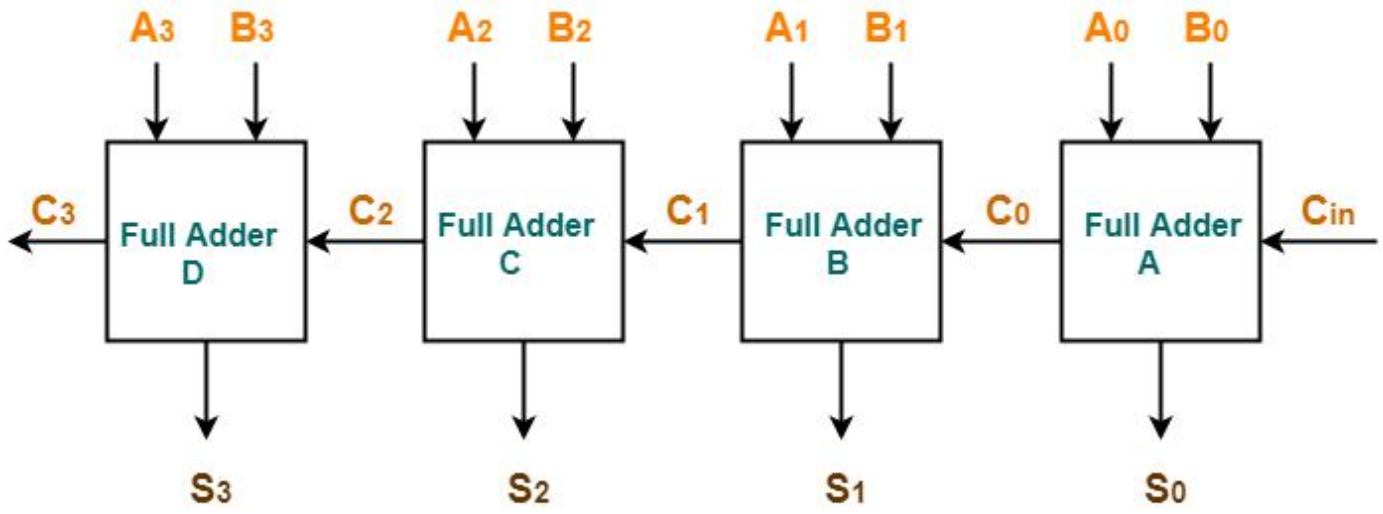 A3 B3 A2 B2 A1 B1 A0 B0
C3 C2 C1 C0 Cin
Full Adder
D
Full Adder
C
Full Adder
B
Full Adder
A
S3 S2 S1 S0